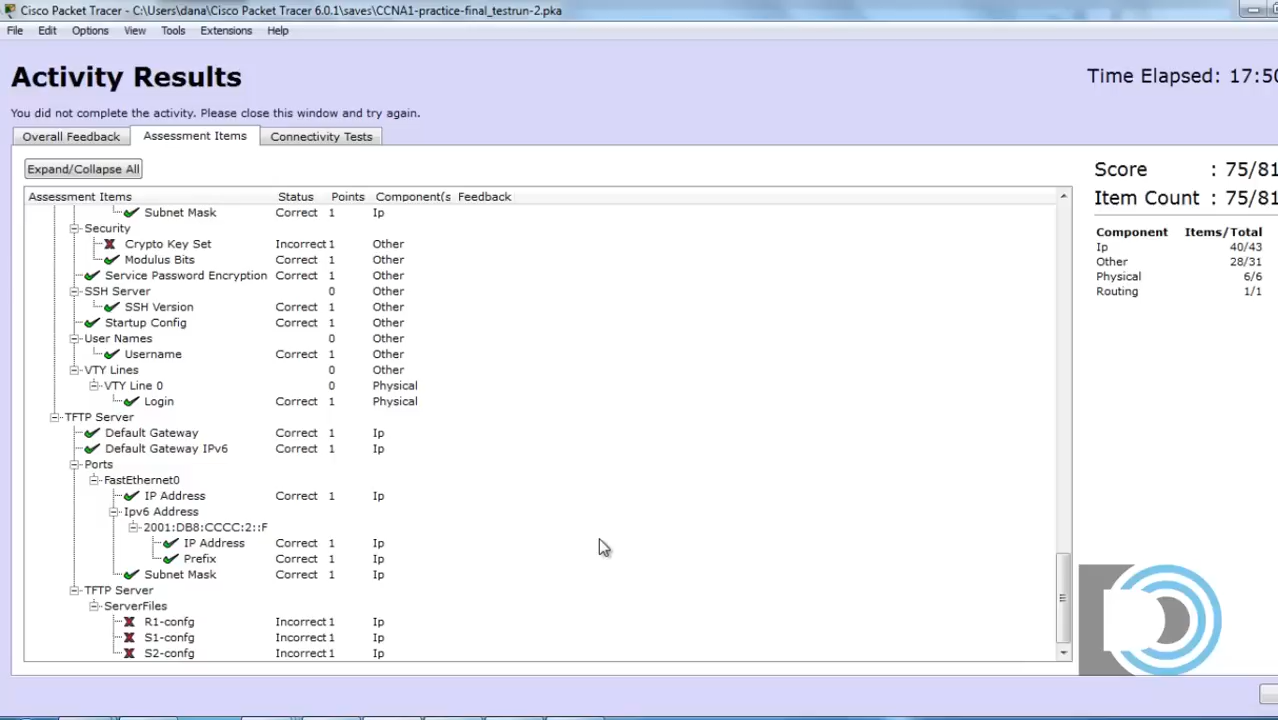 Cisco Packet Tracer - C:\Users\dana\Cisco Packet Tracer 6.0.1\saves\CCNA1-practice-final_testrun-2.pka
File Edit Options View Tools Extensions Help
Activity Results
Time Elapsed: 17:50
You did not complete the activity. Please close this window and try again.
Overall Feedback Assessment Items Connectivity Tests
Expand/Collapse All
Score : 75/81
Item Count : 75/81
Assessment Items Status Points Component(s Feedback
Subnet Mask Correct 1 Ip
Security
Crypto Key Set Incorrect 1 Other
Modulus Bits Correct 1 Other
Service Password Encryption Correct 1 Other
SSH Server 0 Other
SSH Version Correct 1 Other
Startup Config Correct 1 Other
User Names 0 Other
Username Correct 1 Other
VTY Lines 0 Other
VTY Line 0 0 Physical
Login Correct 1 Physical
TFTP Server
Default Gateway Correct 1 Ip
Default Gateway IPv6 Correct 1 Ip
Ports
FastEthernet0
IP Address Correct 1 Ip
Ipv6 Address
2001:DB8:CCCC:2::F
IP Address Correct 1 Ip
Prefix Correct 1 Ip
Subnet Mask Correct 1 Ip
TFTP Server
ServerFiles
R1-confg Incorrect 1 Ip
S1-confg Incorrect 1 Ip
S2-confg Incorrect 1 Ip
Component Items/Total
Ip 40/43
Other 28/31
Physical 6/6
Routing 1/1